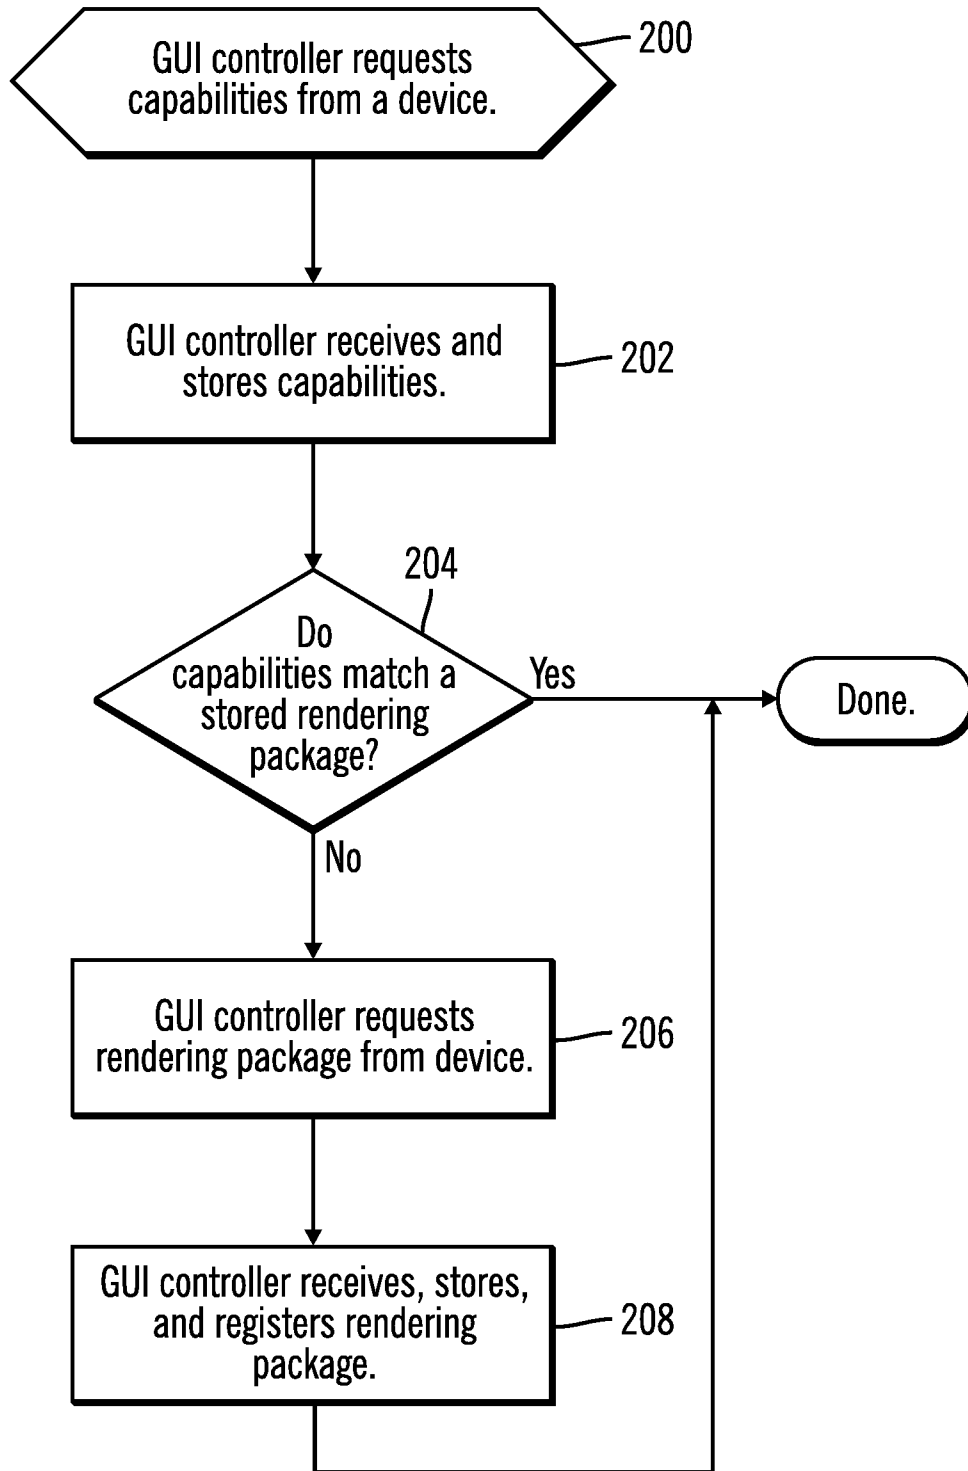 GUI controller requests
capabilities from a device.
200
GUI controller receives and
stores capabilities.
202
204
Do
capabilities match a
stored rendering
package?
Yes
Done.
No
GUI controller requests
rendering package from device.
206
GUI controller receives, stores,
and registers rendering
package.
208